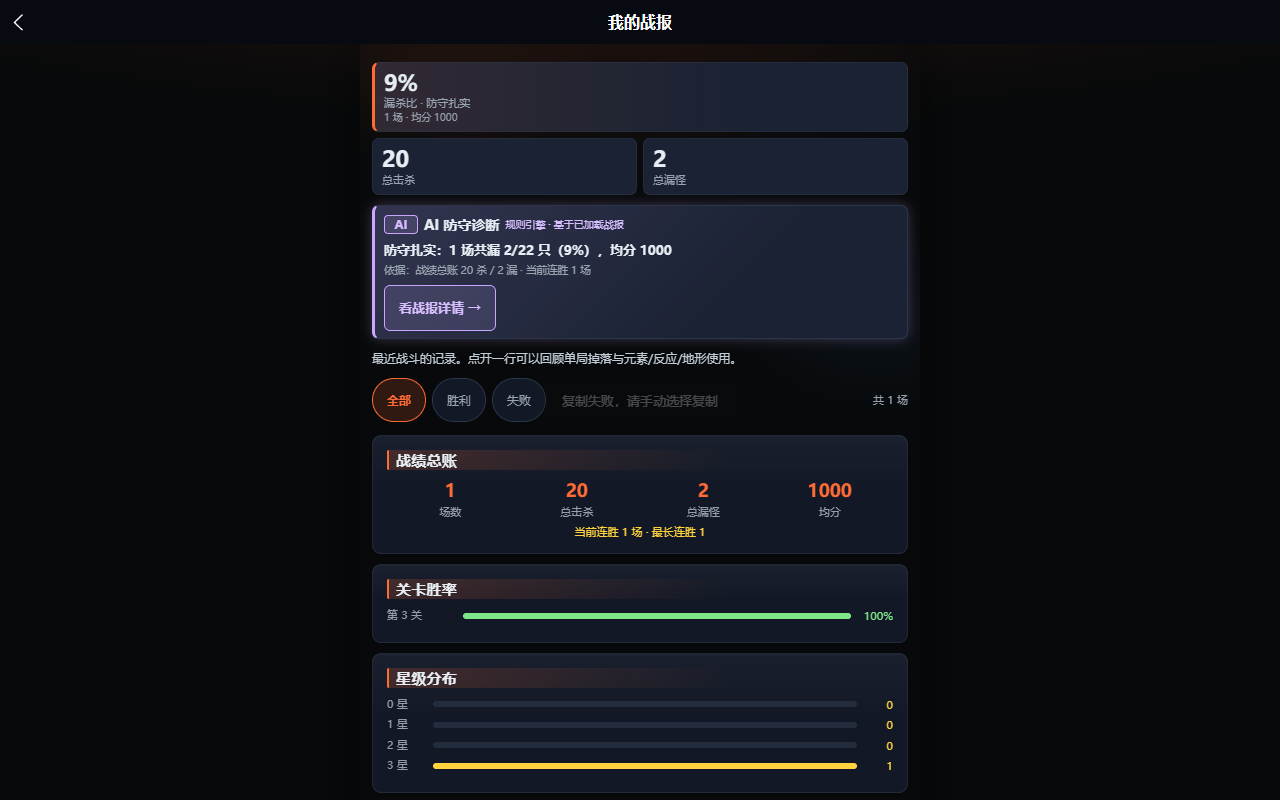 我的战报
9%
漏杀比 · 防守扎实
1 场 · 均分 1000
20
总击杀
2
总漏怪
AI AI 防守诊断 规则引擎 · 基于已加载战报
防守扎实：1 场共漏 2/22 只（9%），均分 1000
依据：战绩总账 20 杀 / 2 漏 · 当前连胜 1 场
看战报详情 →
最近战斗的记录。点开一行可以回顾单局掉落与元素/反应/地形使用。
全部 胜利 失败 复制失败，请手动选择复制 共 1 场
战绩总账
1 20 2 1000
场数 总击杀 总漏怪 均分
当前连胜 1 场 · 最长连胜 1
关卡胜率
第 3 关 100%
星级分布
0 星 0
1 星 0
2 星 0
3 星 1